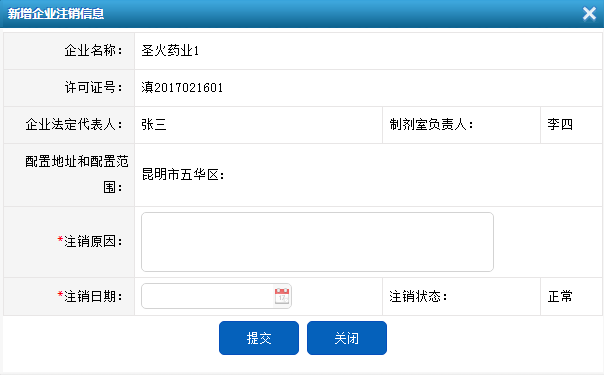 新增企业注销信息
企业名称： 圣火药业1
许可证号： 滇2017021601
企业法定代表人： 张三 制剂室负责人： 李四
配置地址和配置范
围： 昆明市五华区：
*注销原因：
*注销日期： 注销状态： 正常
提交 关闭